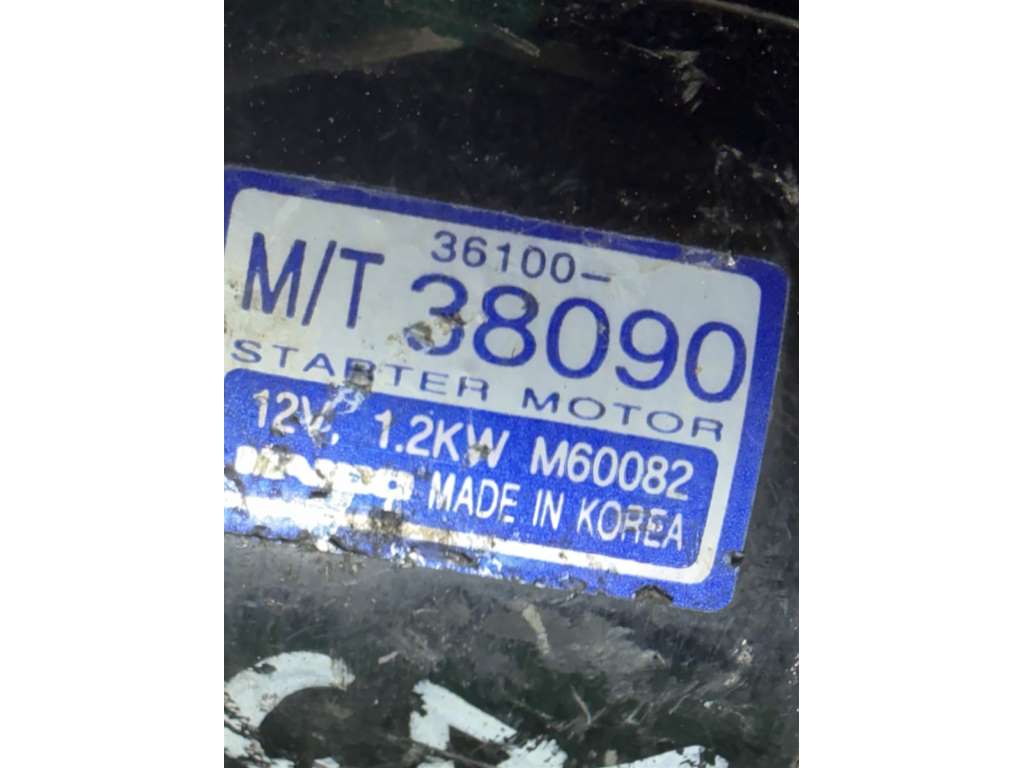 36100-
M/T 38090
STARTER MOTOR
12V, 1.2KW M60082
MADE IN KOREA